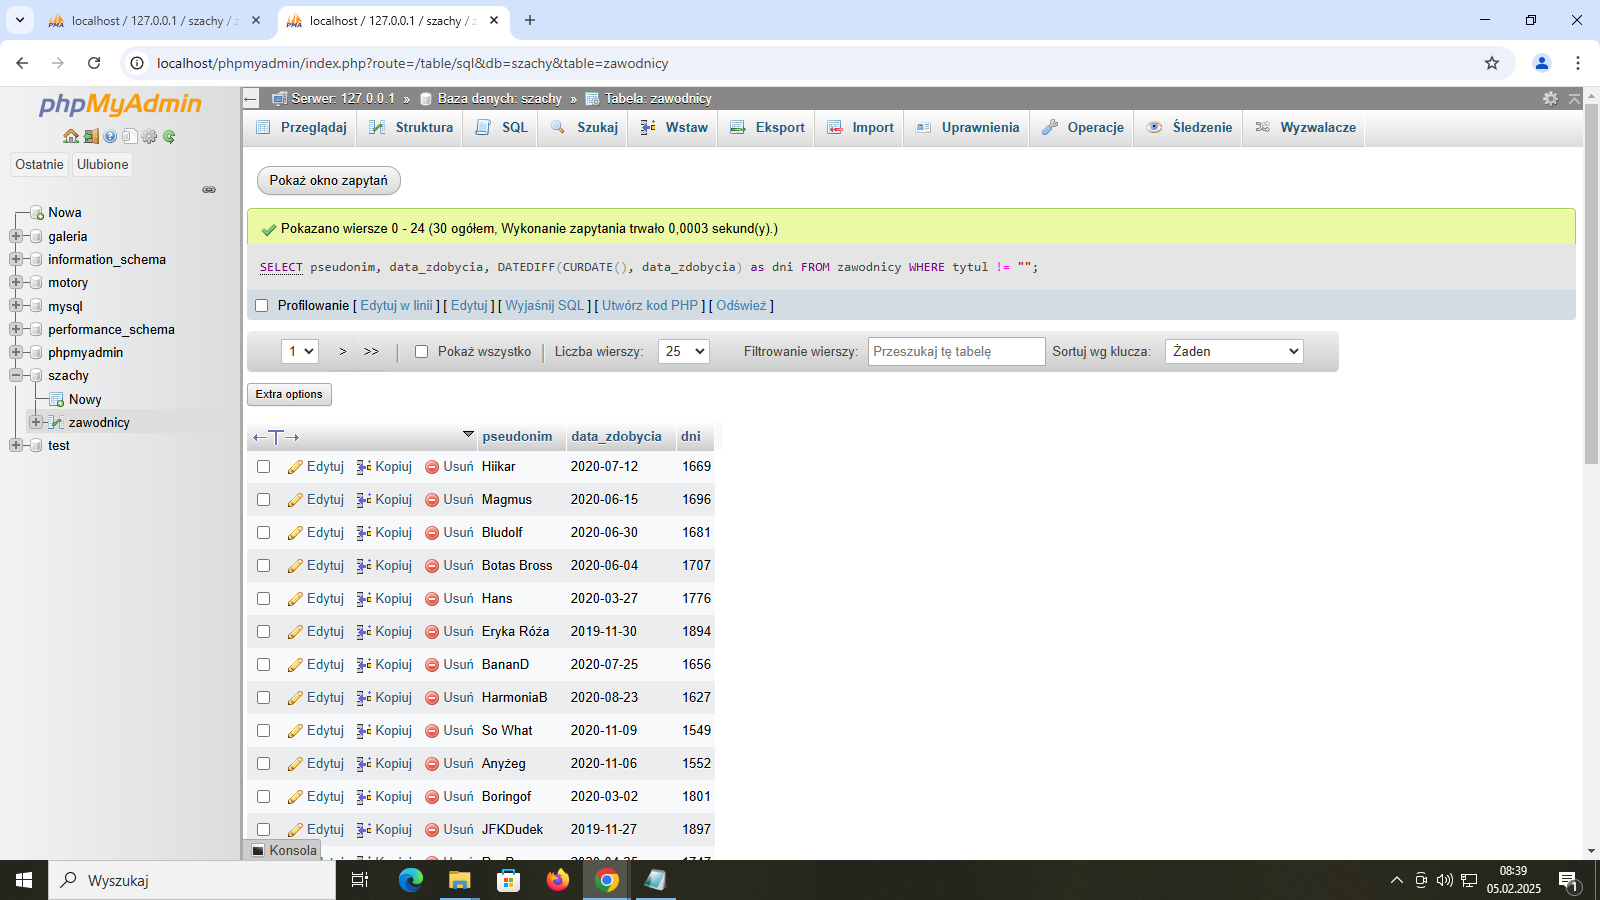 localhost / 127.0.0.1 / szachy / z
localhost / 127.0.0.1 / szachy / z
localhost/phpmyadmin/index.php?route=/table/sql&db=szachy&table=zawodnicy
phpMyAdmin
Ostatnie Ulubione
Nowa
galeria
information_schema
motory
mysql
performance_schema
phpmyadmin
szachy
Nowy
zawodnicy
test
Serwer: 127.0.0.1 » Baza danych: szachy » Tabela: zawodnicy
Przeglądaj Struktura SQL Szukaj Wstaw Eksport Import Uprawnienia Operacje Śledzenie Wyzwalacze
Pokaż okno zapytań
Pokazano wiersze 0 - 24 (30 ogółem, Wykonanie zapytania trwało 0,0003 sekund(y).)
SELECT pseudonim, data_zdobycia, DATEDIFF(CURDATE(), data_zdobycia) as dni FROM zawodnicy WHERE tytul != "";
Profilowanie [ Edytuj w linii ] [ Edytuj ] [ Wyjaśnij SQL ] [ Utwórz kod PHP ] [ Odśwież ]
1 > >> Pokaż wszystko Liczba wierszy: 25 Filtrowanie wierszy: Przeszukaj tę tabelę Sortuj wg klucza: Żaden
Extra options
←T→ pseudonim data_zdobycia dni
Edytuj Kopiuj Usuń Hiikar 2020-07-12 1669
Edytuj Kopiuj Usuń Magmus 2020-06-15 1696
Edytuj Kopiuj Usuń Bludolf 2020-06-30 1681
Edytuj Kopiuj Usuń Botas Bross 2020-06-04 1707
Edytuj Kopiuj Usuń Hans 2020-03-27 1776
Edytuj Kopiuj Usuń Eryka Róża 2019-11-30 1894
Edytuj Kopiuj Usuń BananD 2020-07-25 1656
Edytuj Kopiuj Usuń HarmoniaB 2020-08-23 1627
Edytuj Kopiuj Usuń So What 2020-11-09 1549
Edytuj Kopiuj Usuń Anyżeg 2020-11-06 1552
Edytuj Kopiuj Usuń Boringof 2020-03-02 1801
Edytuj Kopiuj Usuń JFKDudek 2019-11-27 1897
Konsola
Wyszukaj
08:39
05.02.2025
1